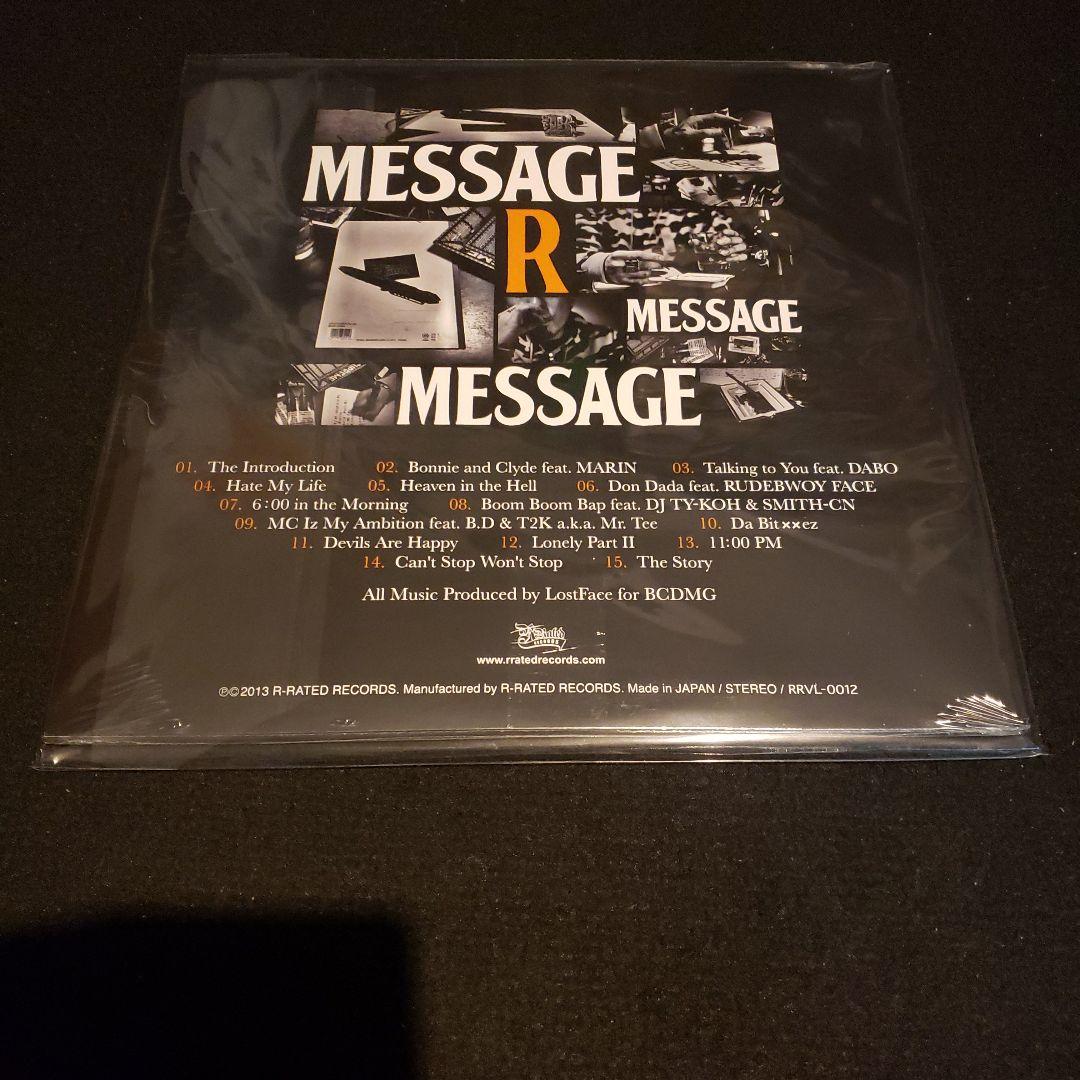 MESSAGE
R
MESSAGE
MESSAGE
01. The Introduction 02. Bonnie and Clyde feat. MARIN 03. Talking to You feat. DABO
04. Hate My Life 05. Heaven in the Hell 06. Don Dada feat. RUDEBWOY FACE
07. 6:00 in the Morning 08. Boom Boom Bap feat. DJ TY-KOH & SMITH-CN
09. MC Iz My Ambition feat. B.D & T2K a.k.a. Mr. Tee 10. Da Bit××ez
11. Devils Are Happy 12. Lonely Part II 13. 11:00 PM
14. Can't Stop Won't Stop 15. The Story
All Music Produced by LostFace for BCDMG
R-Rated
RECORDS
www.rratedrecords.com
℗©2013 R-RATED RECORDS. Manufactured by R-RATED RECORDS. Made in JAPAN / STEREO / RRVL-0012